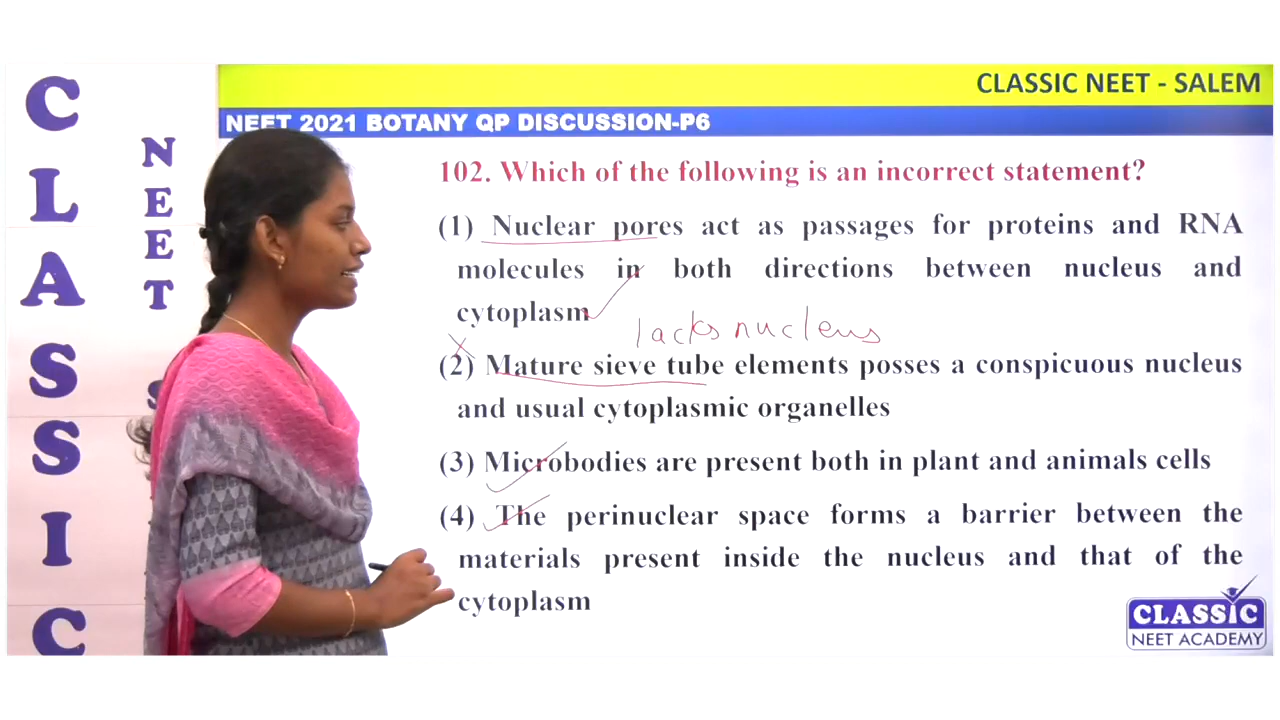 CLASSIC
NEET
S
CLASSIC NEET - SALEM
NEET 2021 BOTANY QP DISCUSSION-P6
102. Which of the following is an incorrect statement?
(1) Nuclear pores act as passages for proteins and RNA
molecules in both directions between nucleus and
cytoplasm
lacks nucleus
(2) Mature sieve tube elements posses a conspicuous nucleus
and usual cytoplasmic organelles
(3) Microbodies are present both in plant and animals cells
(4) The perinuclear space forms a barrier between the
materials present inside the nucleus and that of the
cytoplasm
CLASSIC
NEET ACADEMY